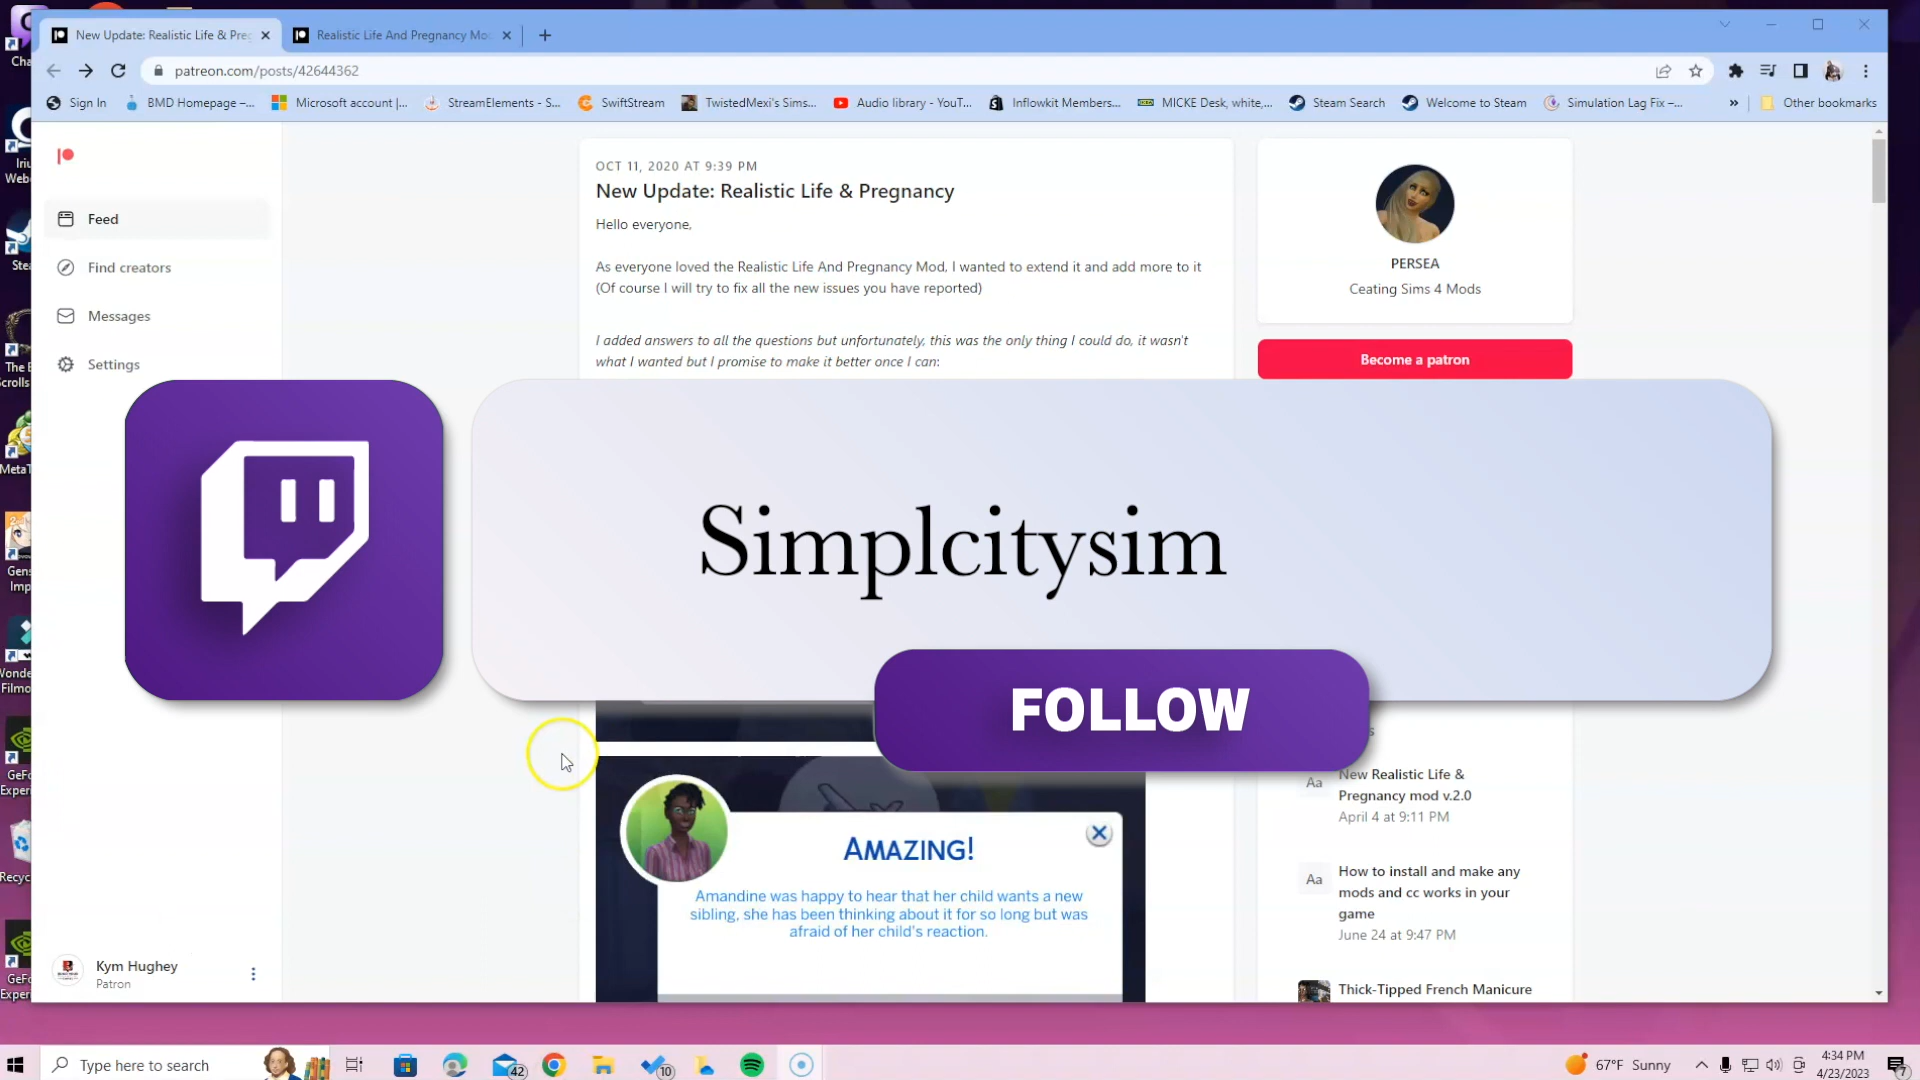 New Update: Realistic Life & Preg
Realistic Life And Pregnancy Mo
patreon.com/posts/42644362
Sign In
BMD Homepage –...
Microsoft account |...
StreamElements - S...
SwiftStream
TwistedMexi's Sims...
Audio library - YouT...
Inflowkit Members...
MICKE Desk, white,...
Steam Search
Welcome to Steam
Simulation Lag Fix –...
»
Other bookmarks
Feed
Find creators
Messages
Settings
OCT 11, 2020 AT 9:39 PM
New Update: Realistic Life & Pregnancy
Hello everyone,
As everyone loved the Realistic Life And Pregnancy Mod, I wanted to extend it and add more to it
(Of course I will try to fix all the new issues you have reported)
I added answers to all the questions but unfortunately, this was the only thing I could do, it wasn't
what I wanted but I promise to make it better once I can:
PERSEA
Ceating Sims 4 Mods
Become a patron
Simplcitysim
FOLLOW
AMAZING!
Amandine was happy to hear that her child wants a new
sibling, she has been thinking about it for so long but was
afraid of her child's reaction.
Aa
New Realistic Life &
Pregnancy mod v.2.0
April 4 at 9:11 PM
Aa
How to install and make any
mods and cc works in your
game
June 24 at 9:47 PM
Thick-Tipped French Manicure
Kym Hughey
Patron
Type here to search
42
10
67°F Sunny
4:34 PM
4/23/2023
7